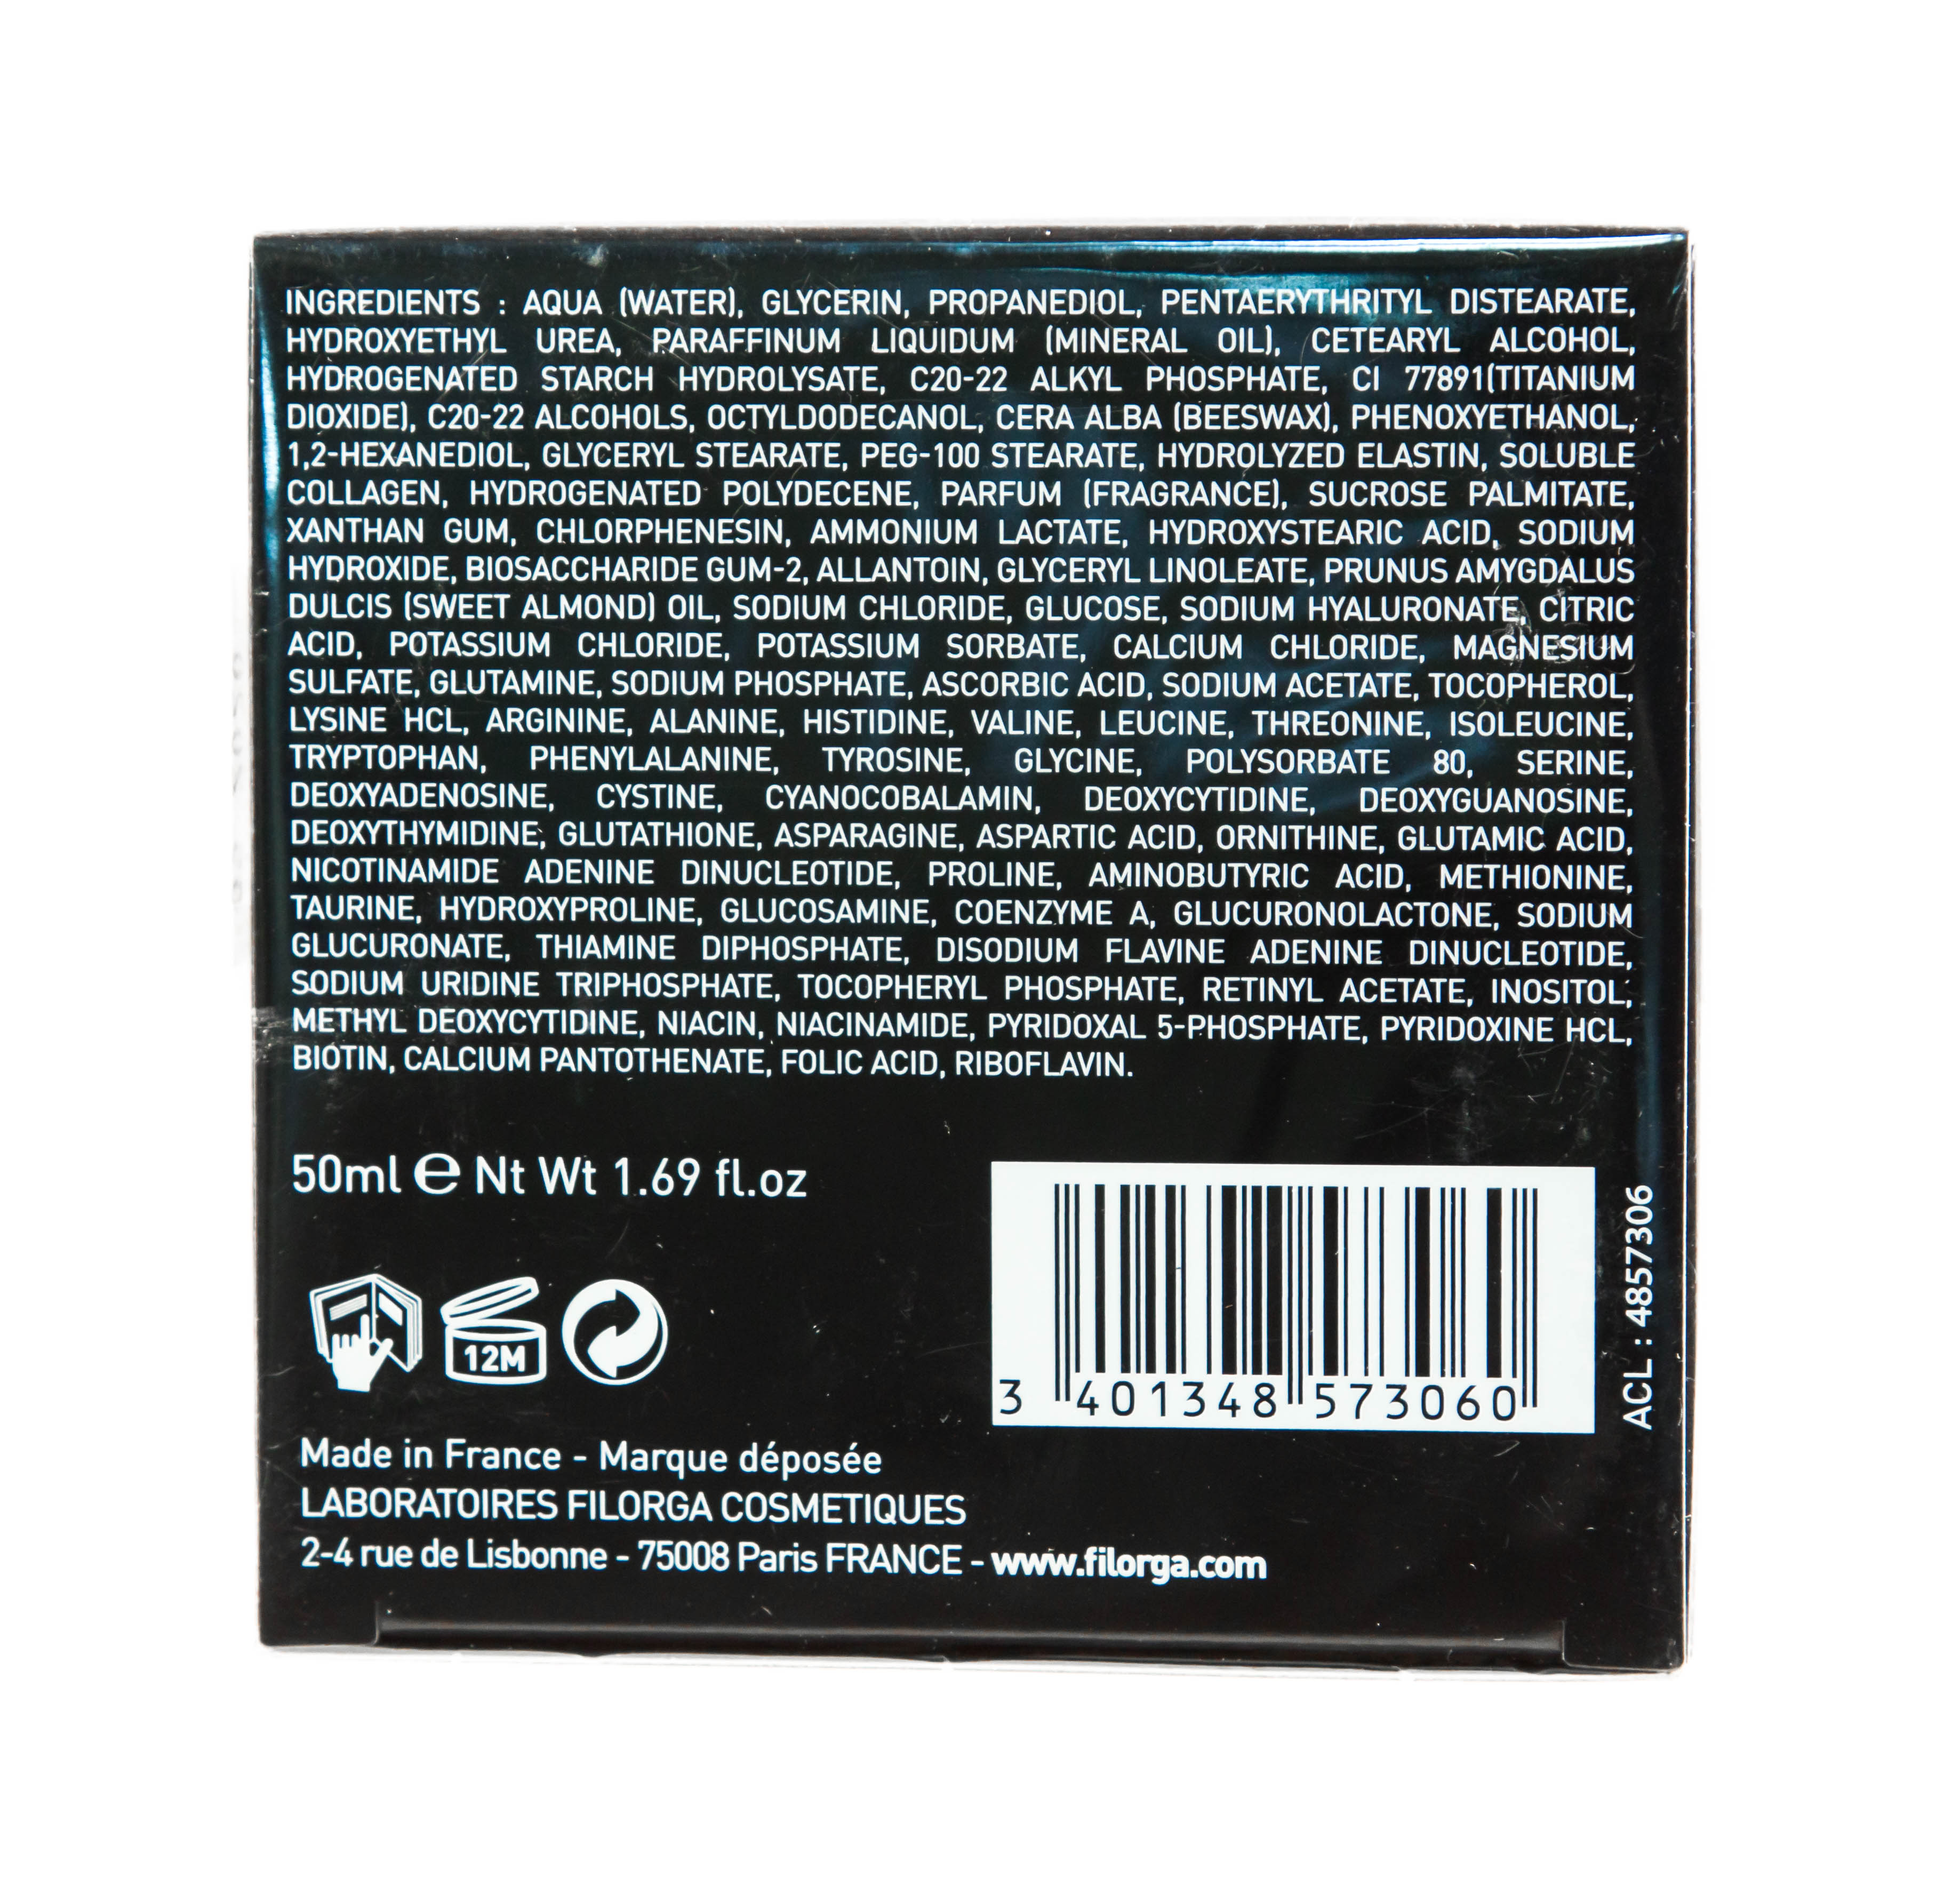 INGREDIENTS : AQUA (WATER), GLYCERIN, PROPANEDIOL, PENTAERYTHRITYL DISTEARATE,
HYDROXYETHYL UREA, PARAFFINUM LIQUIDUM (MINERAL OIL), CETEARYL ALCOHOL,
HYDROGENATED STARCH HYDROLYSATE, C20-22 ALKYL PHOSPHATE, CI 77891(TITANIUM
DIOXIDE), C20-22 ALCOHOLS, OCTYLDODECANOL, CERA ALBA (BEESWAX), PHENOXYETHANOL,
1,2-HEXANEDIOL, GLYCERYL STEARATE, PEG-100 STEARATE, HYDROLYZED ELASTIN, SOLUBLE
COLLAGEN, HYDROGENATED POLYDECENE, PARFUM (FRAGRANCE), SUCROSE PALMITATE,
XANTHAN GUM, CHLORPHENESIN, AMMONIUM LACTATE, HYDROXYSTEARIC ACID, SODIUM
HYDROXIDE, BIOSACCHARIDE GUM-2, ALLANTOIN, GLYCERYL LINOLEATE, PRUNUS AMYGDALUS
DULCIS (SWEET ALMOND) OIL, SODIUM CHLORIDE, GLUCOSE, SODIUM HYALURONATE, CITRIC
ACID, POTASSIUM CHLORIDE, POTASSIUM SORBATE, CALCIUM CHLORIDE, MAGNESIUM
SULFATE, GLUTAMINE, SODIUM PHOSPHATE, ASCORBIC ACID, SODIUM ACETATE, TOCOPHEROL,
LYSINE HCL, ARGININE, ALANINE, HISTIDINE, VALINE, LEUCINE, THREONINE, ISOLEUCINE,
TRYPTOPHAN, PHENYLALANINE, TYROSINE, GLYCINE, POLYSORBATE 80, SERINE,
DEOXYADENOSINE, CYSTINE, CYANOCOBALAMIN, DEOXYCYTIDINE, DEOXYGUANOSINE,
DEOXYTHYMIDINE, GLUTATHIONE, ASPARAGINE, ASPARTIC ACID, ORNITHINE, GLUTAMIC ACID,
NICOTINAMIDE ADENINE DINUCLEOTIDE, PROLINE, AMINOBUTYRIC ACID, METHIONINE,
TAURINE, HYDROXYPROLINE, GLUCOSAMINE, COENZYME A, GLUCURONOLACTONE, SODIUM
GLUCURONATE, THIAMINE DIPHOSPHATE, DISODIUM FLAVINE ADENINE DINUCLEOTIDE,
SODIUM URIDINE TRIPHOSPHATE, TOCOPHERYL PHOSPHATE, RETINYL ACETATE, INOSITOL,
METHYL DEOXYCYTIDINE, NIACIN, NIACINAMIDE, PYRIDOXAL 5-PHOSPHATE, PYRIDOXINE HCL,
BIOTIN, CALCIUM PANTOTHENATE, FOLIC ACID, RIBOFLAVIN.
50ml e Nt Wt 1.69 fl.oz
12M
3 401348 573060
ACL : 4857306
Made in France - Marque déposée
LABORATOIRES FILORGA COSMETIQUES
2-4 rue de Lisbonne - 75008 Paris FRANCE - www.filorga.com